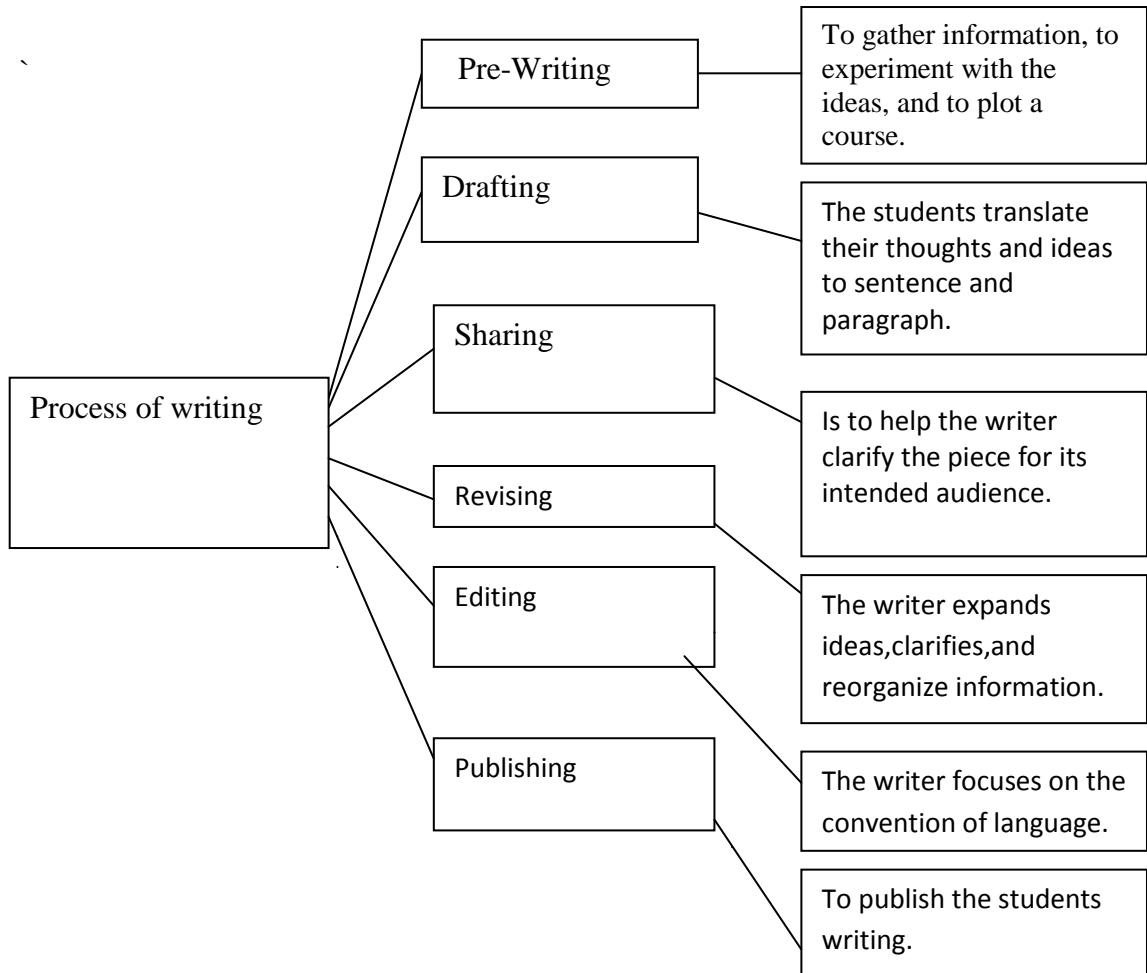 `
Process of writing
Pre-Writing
To gather information, to
experiment with the
ideas, and to plot a
course.
Drafting
The students translate
their thoughts and ideas
to sentence and
paragraph.
Sharing
Is to help the writer
clarify the piece for its
intended audience.
Revising
The writer expands
ideas,clarifies,and
reorganize information.
Editing
The writer focuses on the
convention of language.
Publishing
To publish the students
writing.